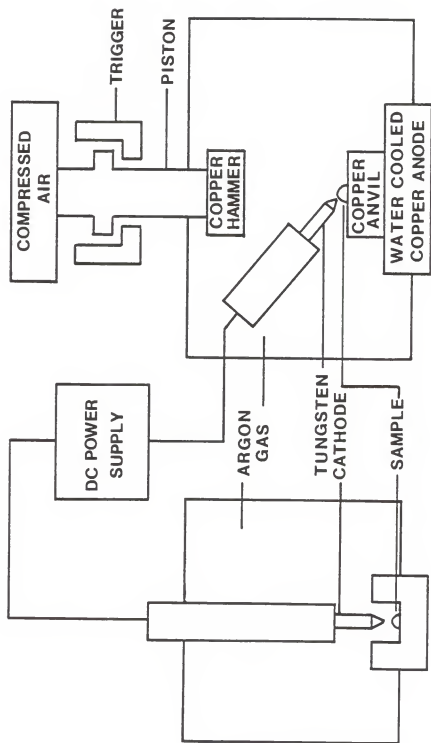 COMPRESSED
AIR
TRIGGER
PISTON
COPPER
HAMMER
COPPER
ANVIL
WATER COOLED
COPPER ANODE
DC POWER
SUPPLY
ARGON
GAS
TUNGSTEN
CATHODE
SAMPLE